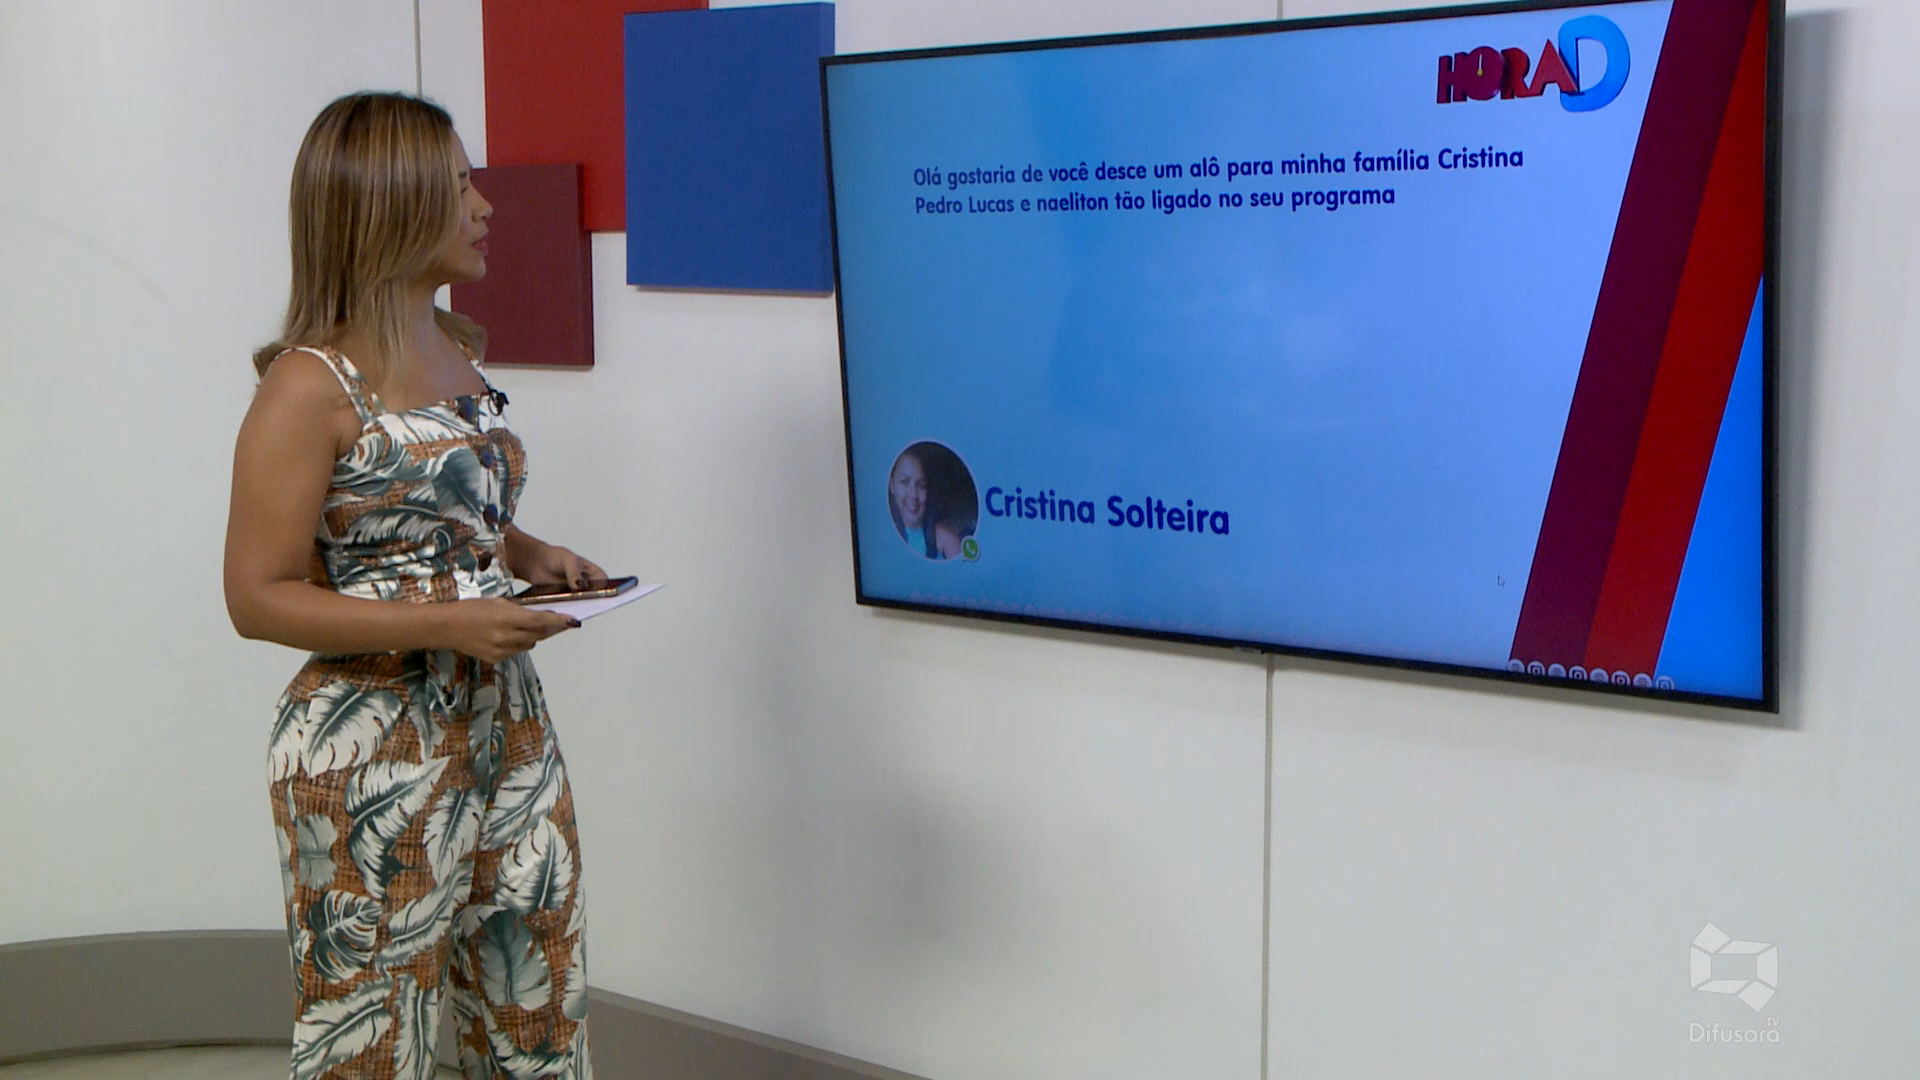 HORA D
Olá gostaria de você desce um alô para minha família Cristina
Pedro Lucas e naeliton tão ligado no seu programa
Cristina Solteira
TV
Difusora